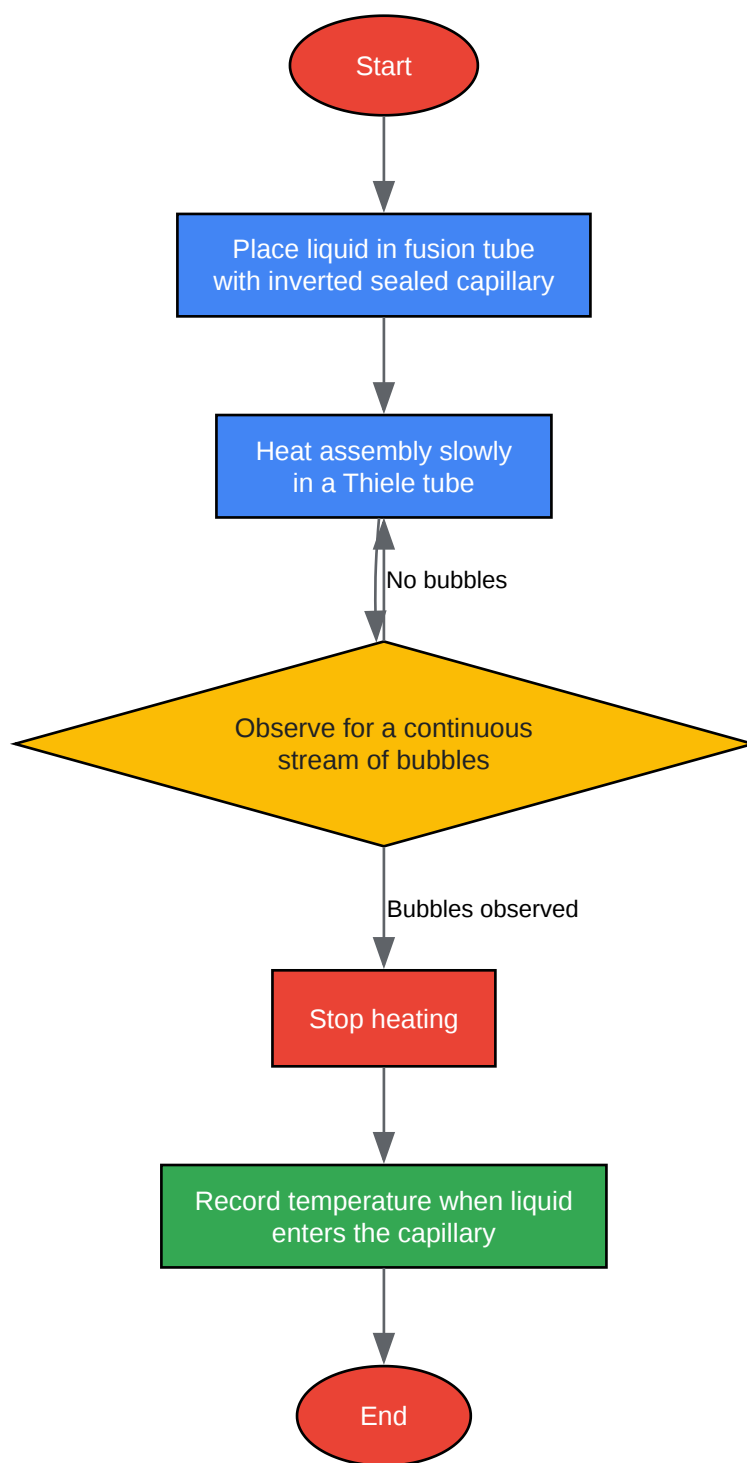 Start
Place liquid in fusion tube
with inverted sealed capillary
Heat assembly slowly
in a Thiele tube
No bubbles
Observe for a continuous
stream of bubbles
Bubbles observed
Stop heating
Record temperature when liquid
enters the capillary
End